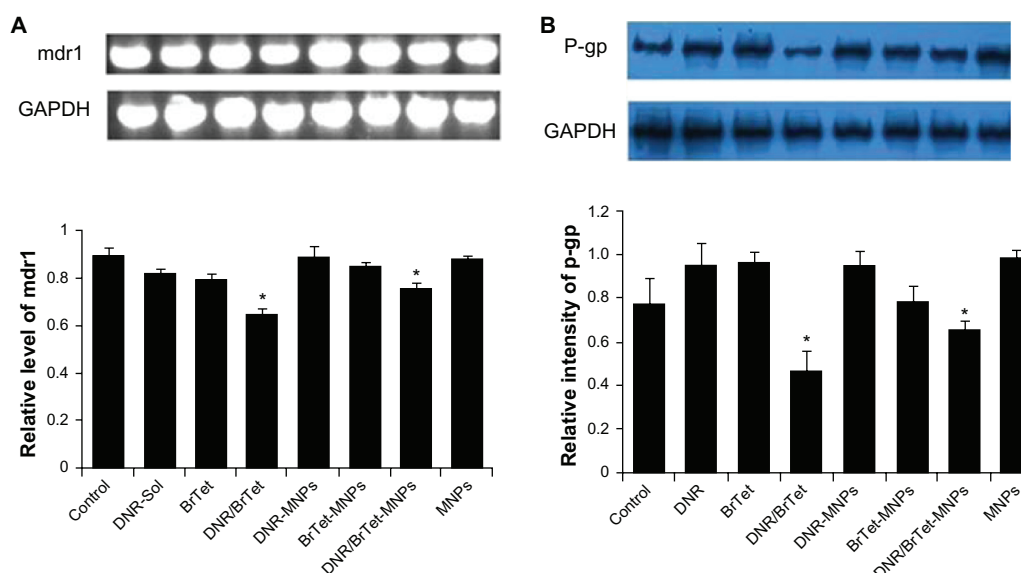 A
mdr1
GAPDH
Relative level of mdr1
1
0.8
0.6
0.4
0.2
0
*
*
Control
DNR-Sol
BrTet
DNR/BrTet
DNR-MNPs
BrTet-MNPs
DNR/BrTet-MNPs
MNPs
B
P-gp
GAPDH
Relative intensity of p-gp
1.2
1.0
0.8
0.6
0.4
0.2
0
*
*
Control
DNR
BrTet
DNR/BrTet
DNR-MNPs
BrTet-MNPs
DNR/BrTet-MNPs
MNPs